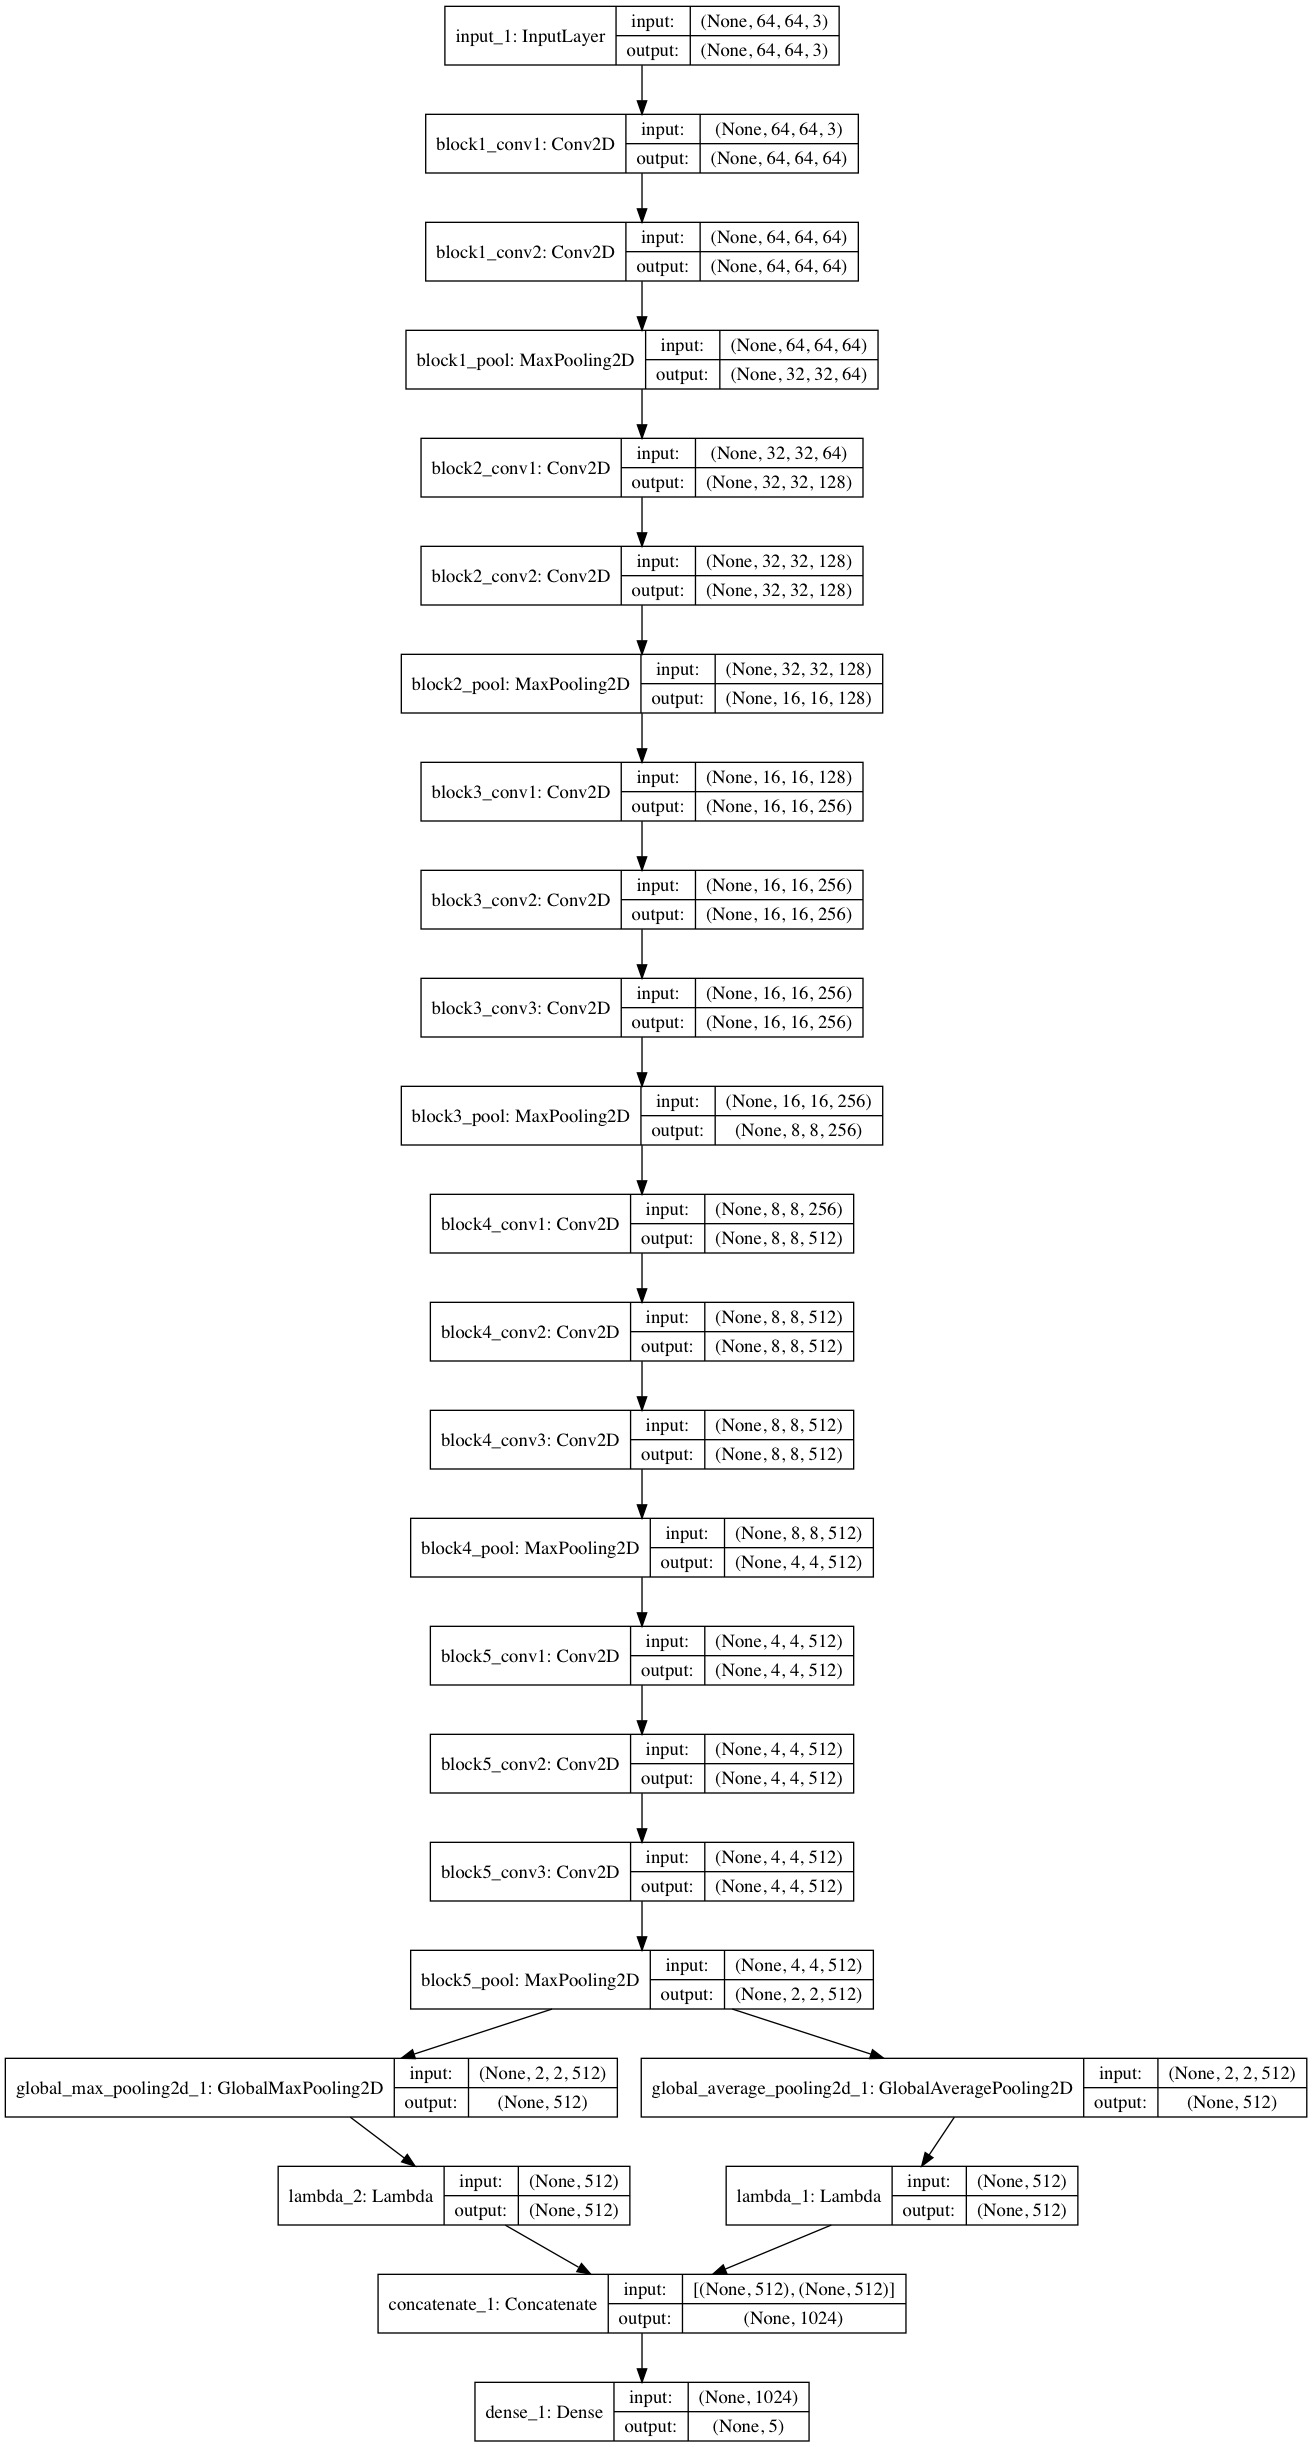 input_1: InputLayer
input: (None, 64, 64, 3)
output: (None, 64, 64, 3)
block1_conv1: Conv2D
input: (None, 64, 64, 3)
output: (None, 64, 64, 64)
block1_conv2: Conv2D
input: (None, 64, 64, 64)
output: (None, 64, 64, 64)
block1_pool: MaxPooling2D
input: (None, 64, 64, 64)
output: (None, 32, 32, 64)
block2_conv1: Conv2D
input: (None, 32, 32, 64)
output: (None, 32, 32, 128)
block2_conv2: Conv2D
input: (None, 32, 32, 128)
output: (None, 32, 32, 128)
block2_pool: MaxPooling2D
input: (None, 32, 32, 128)
output: (None, 16, 16, 128)
block3_conv1: Conv2D
input: (None, 16, 16, 128)
output: (None, 16, 16, 256)
block3_conv2: Conv2D
input: (None, 16, 16, 256)
output: (None, 16, 16, 256)
block3_conv3: Conv2D
input: (None, 16, 16, 256)
output: (None, 16, 16, 256)
block3_pool: MaxPooling2D
input: (None, 16, 16, 256)
output: (None, 8, 8, 256)
block4_conv1: Conv2D
input: (None, 8, 8, 256)
output: (None, 8, 8, 512)
block4_conv2: Conv2D
input: (None, 8, 8, 512)
output: (None, 8, 8, 512)
block4_conv3: Conv2D
input: (None, 8, 8, 512)
output: (None, 8, 8, 512)
block4_pool: MaxPooling2D
input: (None, 8, 8, 512)
output: (None, 4, 4, 512)
block5_conv1: Conv2D
input: (None, 4, 4, 512)
output: (None, 4, 4, 512)
block5_conv2: Conv2D
input: (None, 4, 4, 512)
output: (None, 4, 4, 512)
block5_conv3: Conv2D
input: (None, 4, 4, 512)
output: (None, 4, 4, 512)
block5_pool: MaxPooling2D
input: (None, 4, 4, 512)
output: (None, 2, 2, 512)
global_max_pooling2d_1: GlobalMaxPooling2D
input: (None, 2, 2, 512)
output: (None, 512)
global_average_pooling2d_1: GlobalAveragePooling2D
input: (None, 2, 2, 512)
output: (None, 512)
lambda_2: Lambda
input: (None, 512)
output: (None, 512)
lambda_1: Lambda
input: (None, 512)
output: (None, 512)
concatenate_1: Concatenate
input: [(None, 512), (None, 512)]
output: (None, 1024)
dense_1: Dense
input: (None, 1024)
output: (None, 5)